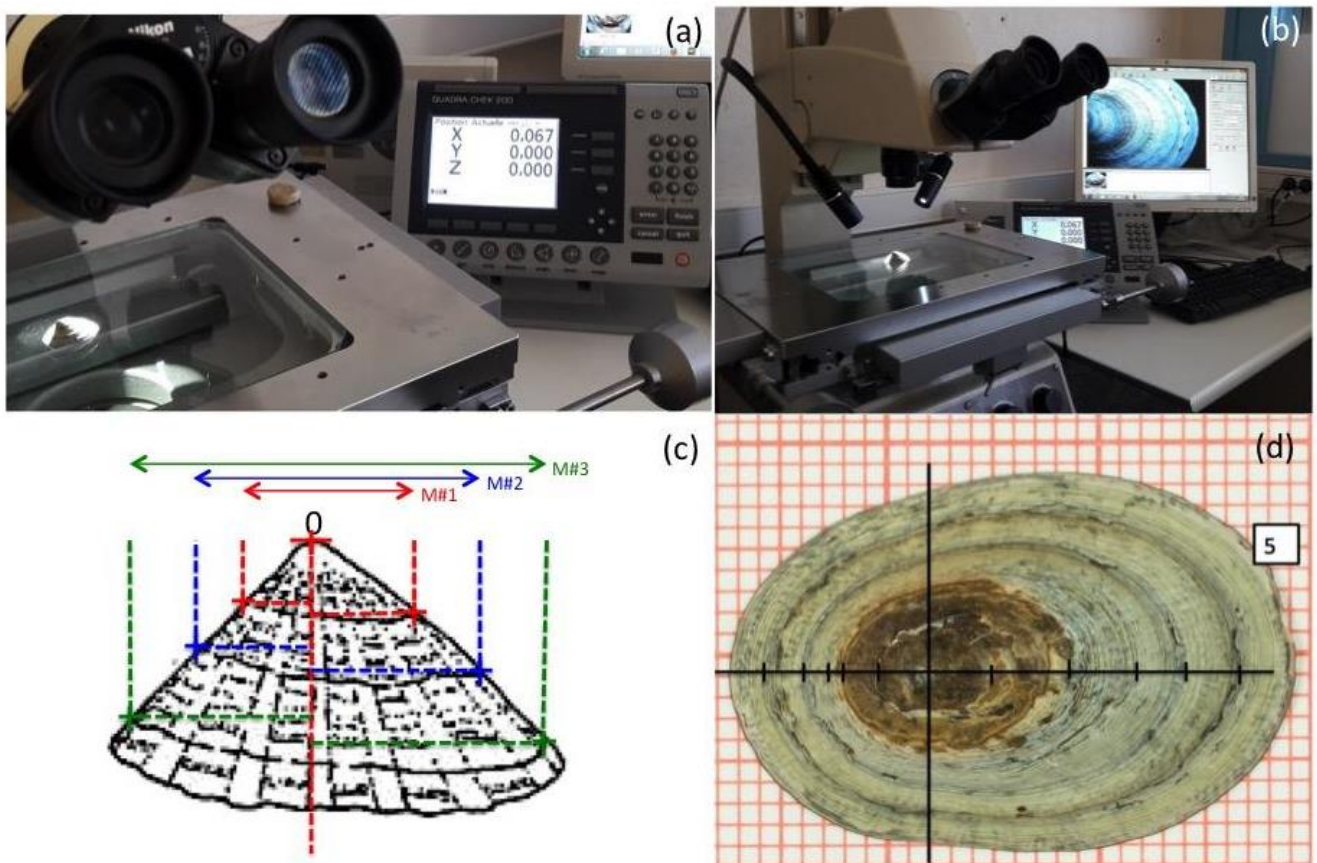 (a)
Nikon
QUADRA-CHEK 200
Position Actuelle
X 0.067
Y 0.000
Z 0.000
(b)
X 0.067
0.000
0.000
(c)
M#3
M#2
M#1
0
(d)
5